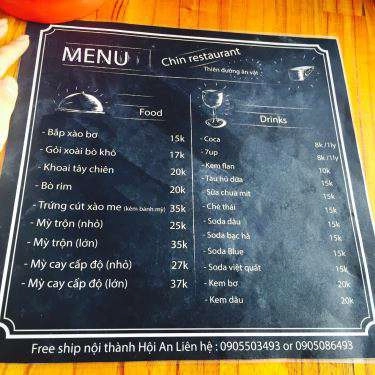 MENU
Chin restaurant
Thiên đường ăn vặt
Food
- Bắp xào bơ 15k
- Gỏi xoài bò khô 17k
- Khoai tây chiên 20k
- Bò rim 20k
- Trứng cút xào me (kèm bánh mỳ) 35k
- Mỳ trộn (nhỏ) 25k
- Mỳ trộn (lớn) 35k
- Mỳ cay cấp độ (nhỏ) 27k
- Mỳ cay cấp độ (lớn) 37k
Drinks
- Coca 8k /1ly
- 7up 8k /1ly
- Kem flan 10k
- Tàu hủ dừa 15k
- Sữa chua mít 15k
- Chè thái 15k
- Soda dâu 15k
- Soda bạc hà 15k
- Soda Blue 15k
- Soda việt quất 15k
- Kem bơ 20k
- Kem dâu 20k
Free ship nội thành Hội An Liên hệ : 0905503493 or 0905086493